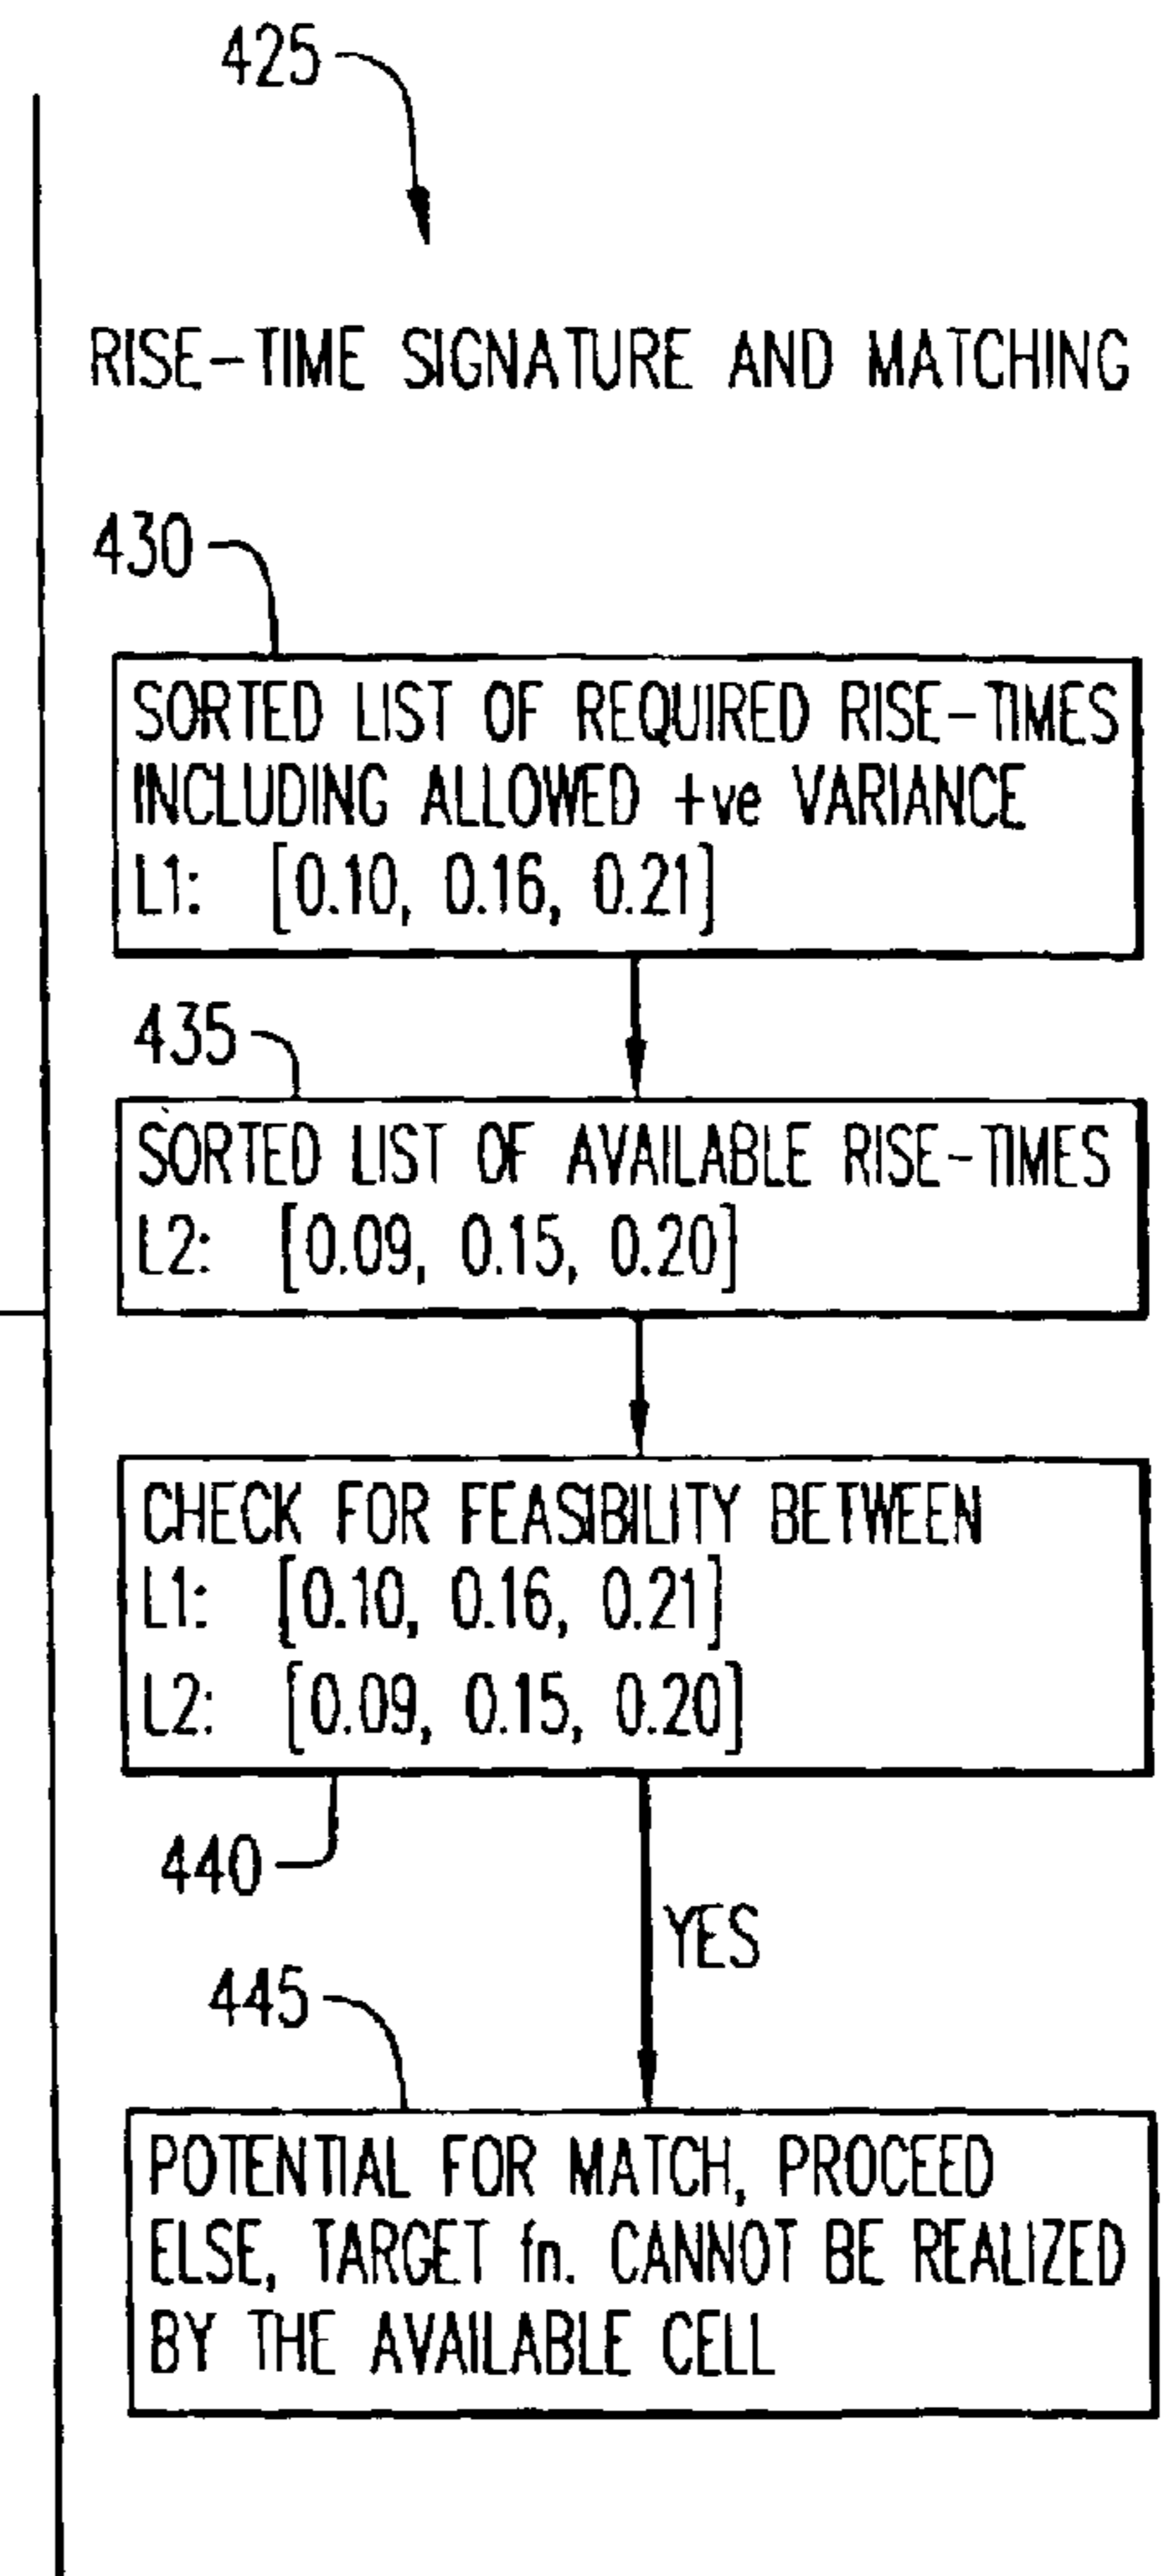 425
RISE-TIME SIGNATURE AND MATCHING
430
SORTED LIST OF REQUIRED RISE-TIMES
INCLUDING ALLOWED +ve VARIANCE
L1: [0.10, 0.16, 0.21]
435
SORTED LIST OF AVAILABLE RISE-TIMES
L2: [0.09, 0.15, 0.20]
CHECK FOR FEASIBILITY BETWEEN
L1: [0.10, 0.16, 0.21]
L2: [0.09, 0.15, 0.20]
440
YES
445
POTENTIAL FOR MATCH, PROCEED
ELSE, TARGET fn. CANNOT BE REALIZED
BY THE AVAILABLE CELL